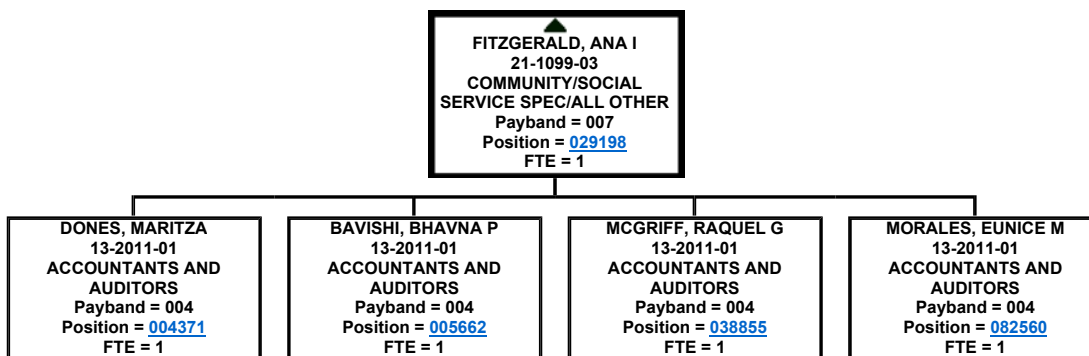 FITZGERALD, ANA I
21-1099-03
COMMUNITY/SOCIAL
SERVICE SPEC/ALL OTHER
Payband = 007
Position = 029198
FTE = 1
DONES, MARITZA
13-2011-01
ACCOUNTANTS AND
AUDITORS
Payband = 004
Position = 004371
FTE = 1
BAVISHI, BHAVNA P
13-2011-01
ACCOUNTANTS AND
AUDITORS
Payband = 004
Position = 005662
FTE = 1
MCGRIFF, RAQUEL G
13-2011-01
ACCOUNTANTS AND
AUDITORS
Payband = 004
Position = 038855
FTE = 1
MORALES, EUNICE M
13-2011-01
ACCOUNTANTS AND
AUDITORS
Payband = 004
Position = 082560
FTE = 1